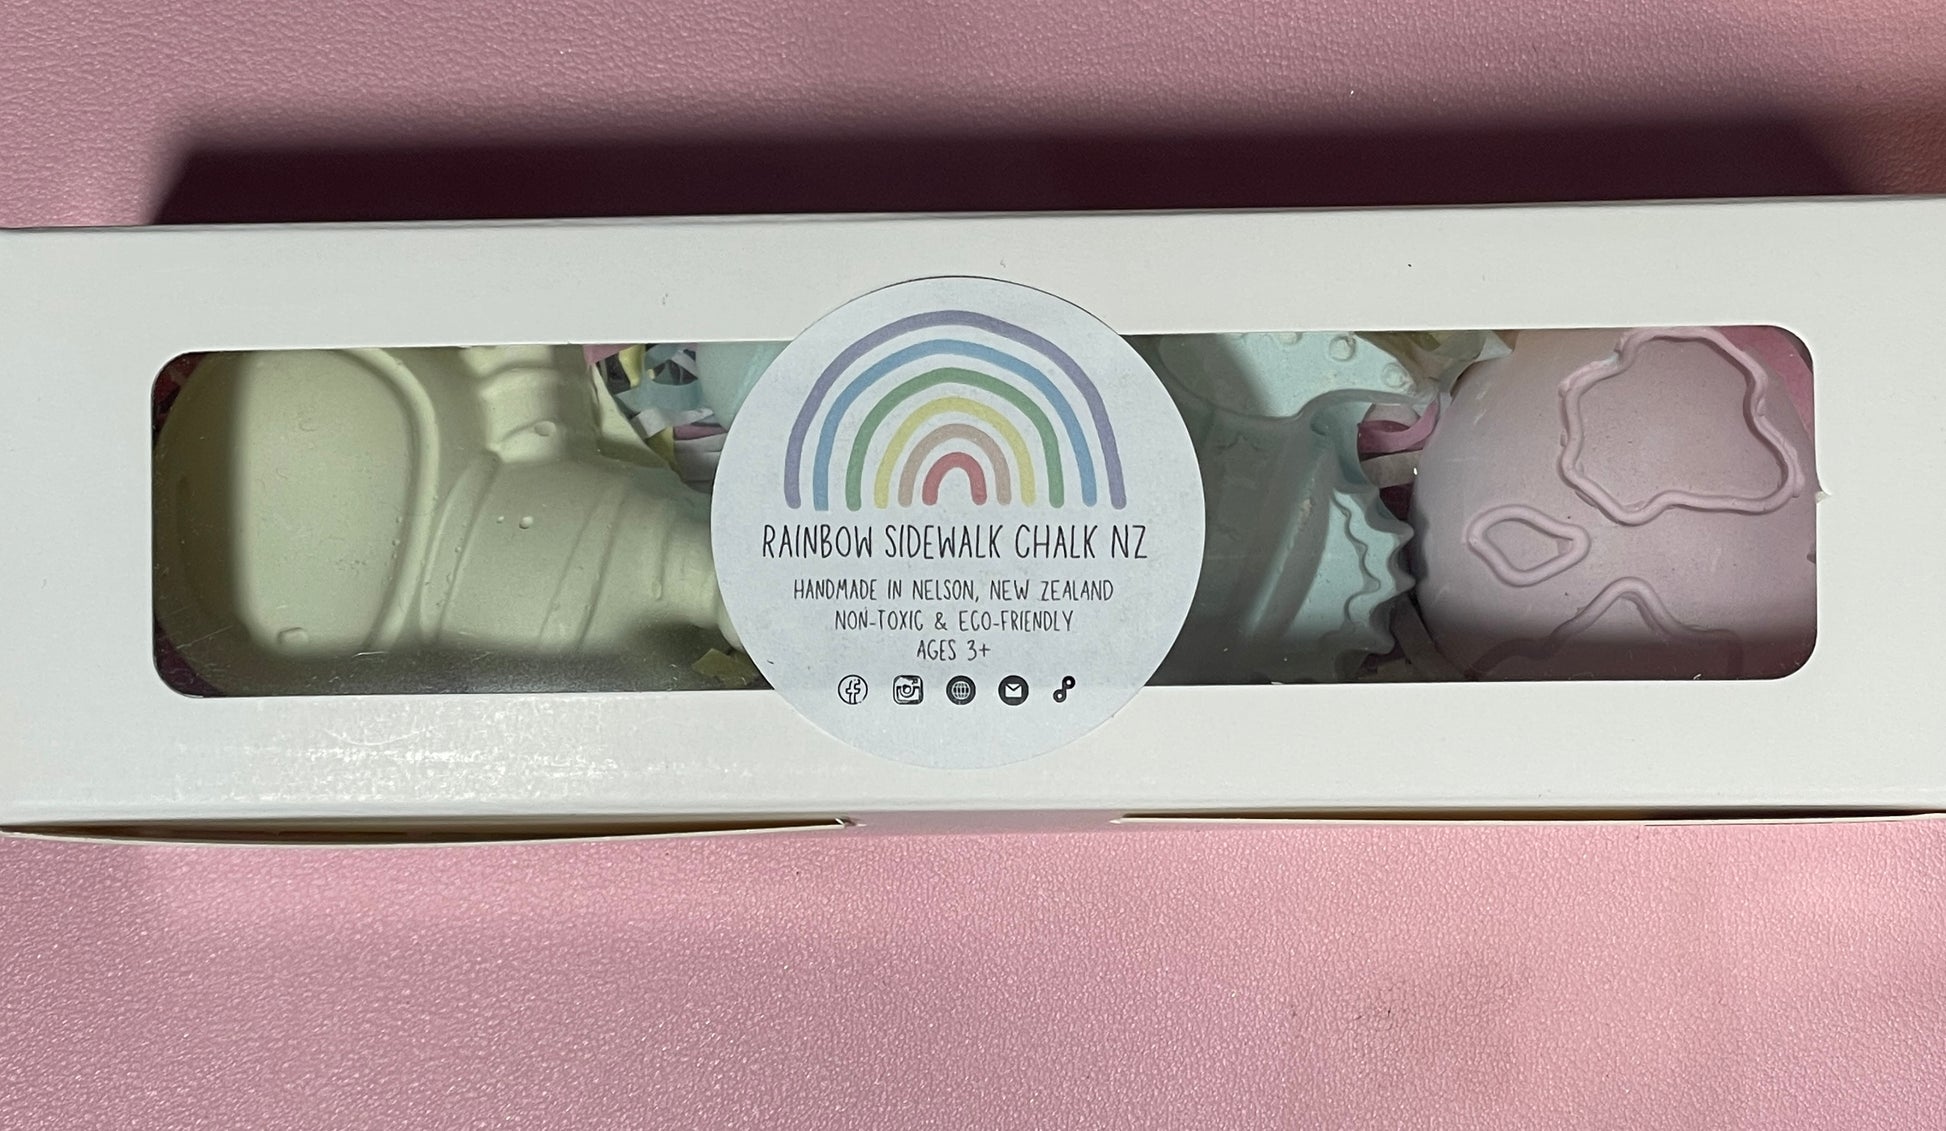 RAINBOW SIDEWALK CHALK NZ
HANDMADE IN NELSON, NEW ZEALAND
NON-TOXIC & ECO-FRIENDLY
AGES 3+